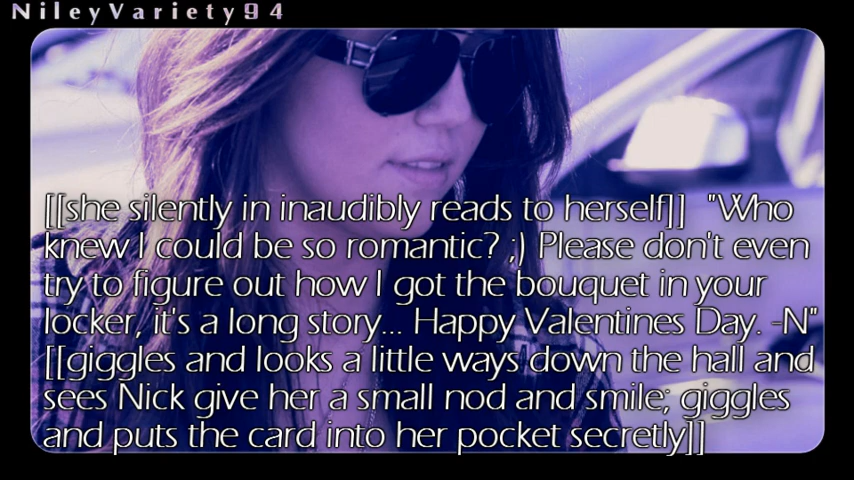 NileyVariety94
[[she silently in inaudibly reads to herself]] "Who
knew I could be so romantic? ;) Please don't even
try to figure out how I got the bouquet in your
locker, it's a long story... Happy Valentines Day. -N"
[[giggles and looks a little ways down the hall and
sees Nick give her a small nod and smile; giggles
and puts the card into her pocket secretly]]